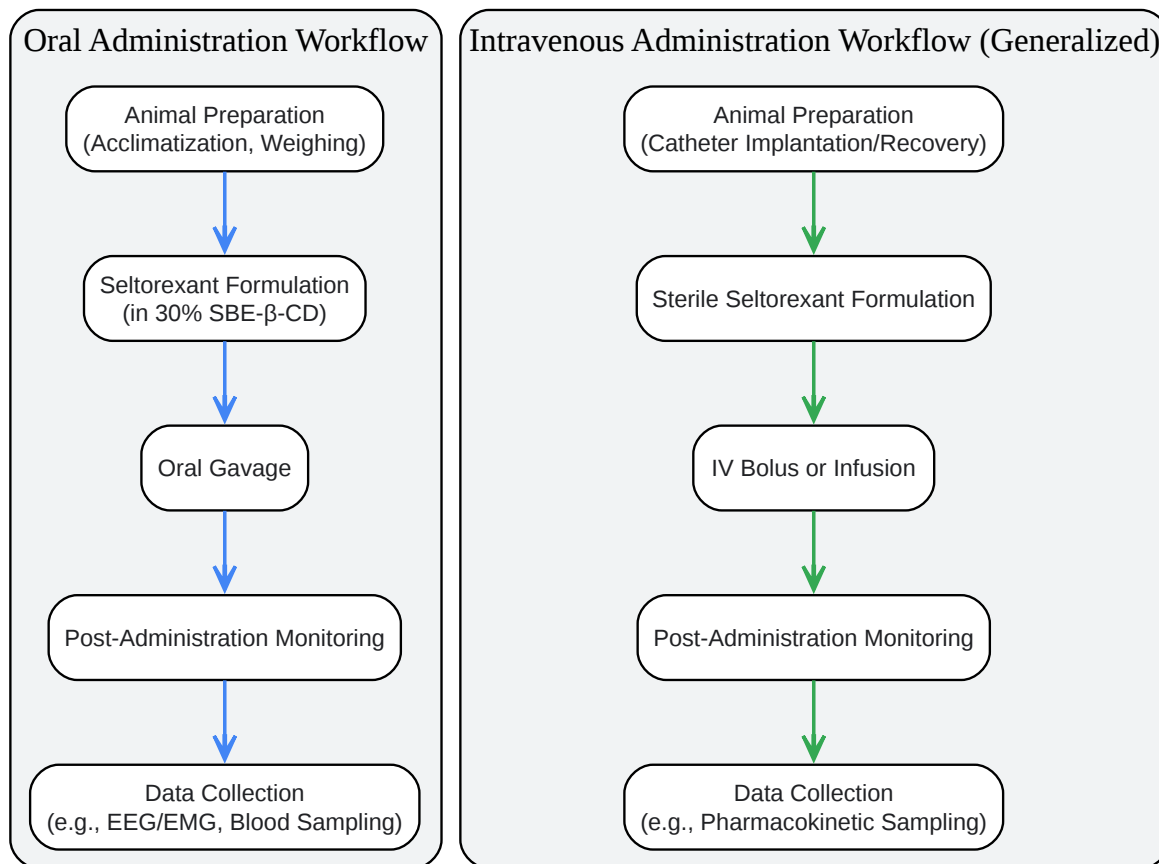 Oral Administration Workflow
Animal Preparation
(Acclimatization, Weighing)
Seltorexant Formulation
(in 30% SBE-β-CD)
Oral Gavage
Post-Administration Monitoring
Data Collection
(e.g., EEG/EMG, Blood Sampling)
Intravenous Administration Workflow (Generalized)
Animal Preparation
(Catheter Implantation/Recovery)
Sterile Seltorexant Formulation
IV Bolus or Infusion
Post-Administration Monitoring
Data Collection
(e.g., Pharmacokinetic Sampling)